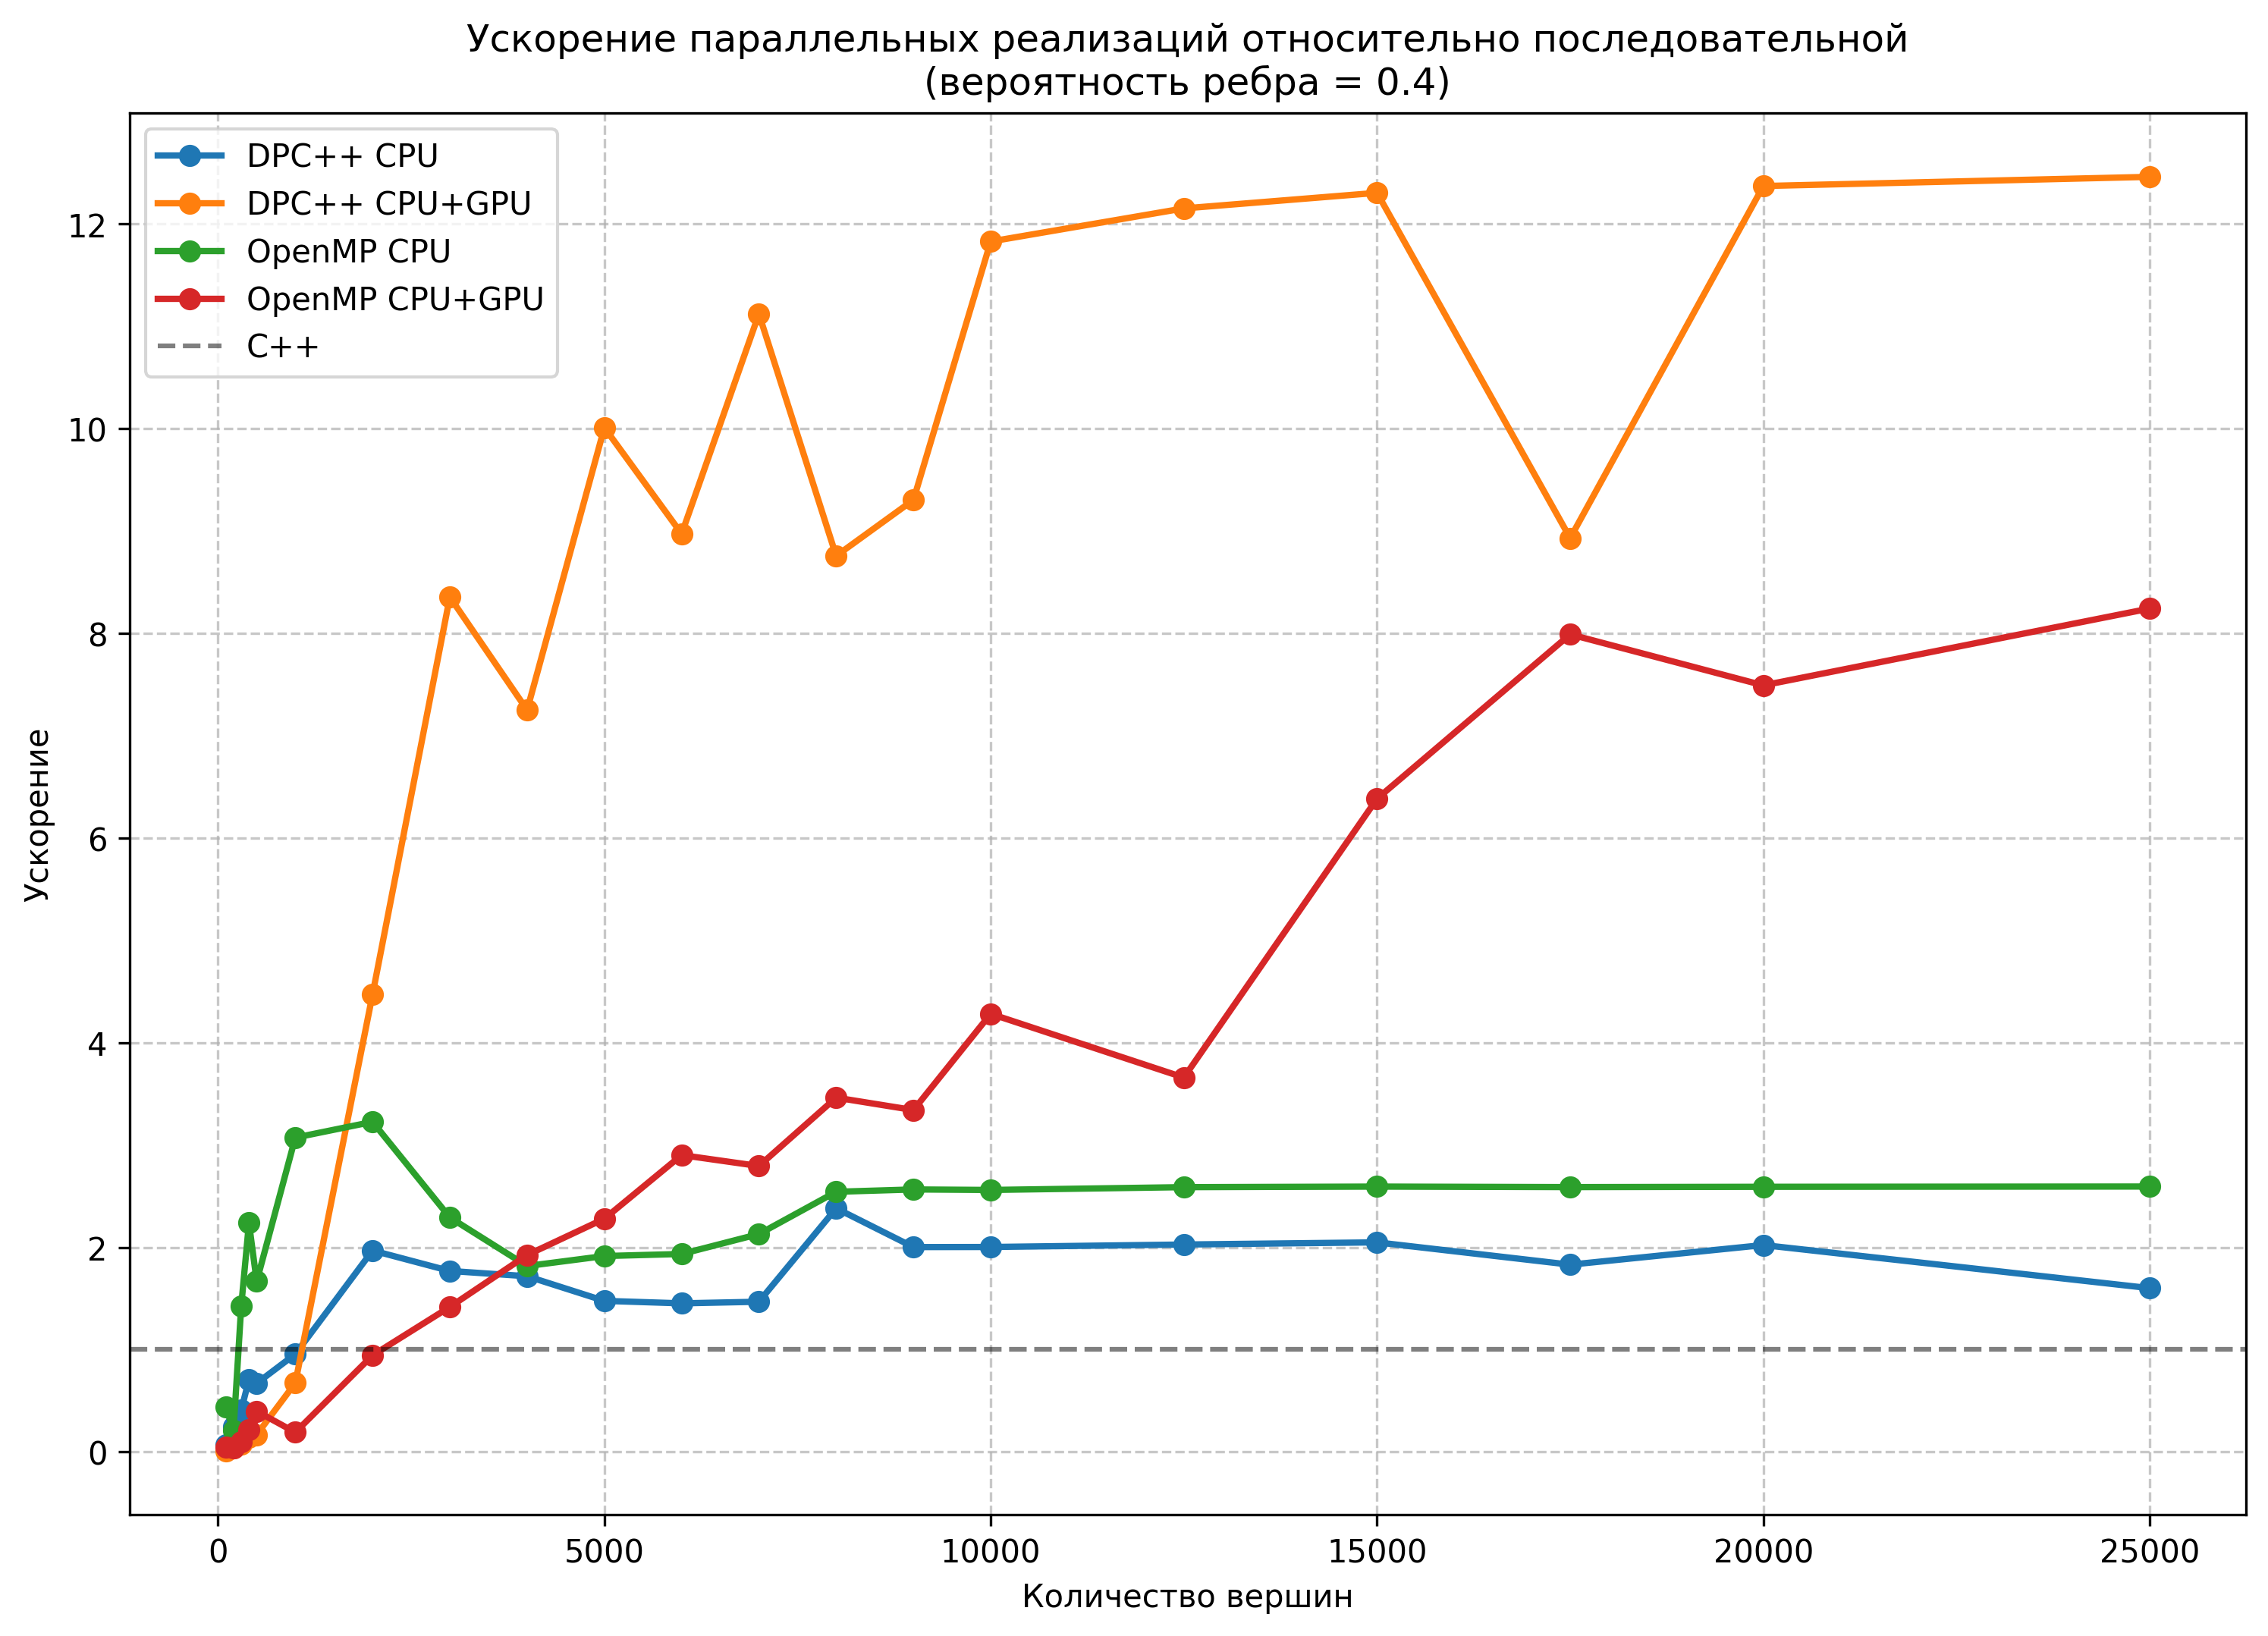 Ускорение параллельных реализаций относительно последовательной
(вероятность ребра = 0.4)
DPC++ CPU
DPC++ CPU+GPU
OpenMP CPU
OpenMP CPU+GPU
C++
Ускорение
12
10
8
6
4
2
0
0
5000
10000
15000
20000
25000
Количество вершин